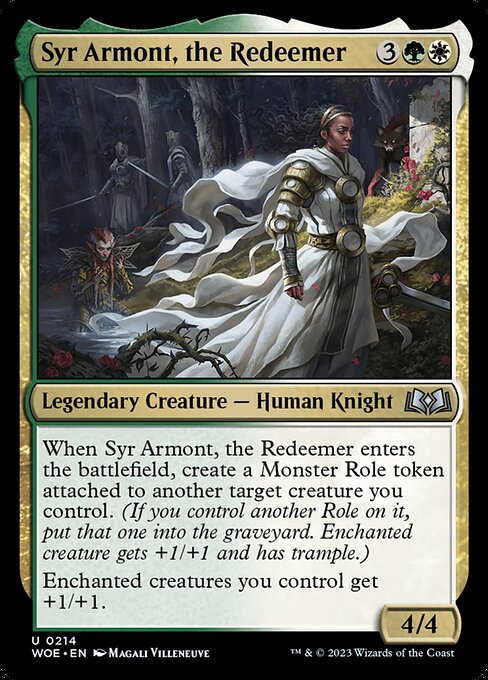 Syr Armont, the Redeemer 3
Legendary Creature — Human Knight
When Syr Armont, the Redeemer enters
the battlefield, create a Monster Role token
attached to another target creature you
control. (If you control another Role on it,
put that one into the graveyard. Enchanted
creature gets +1/+1 and has trample.)
Enchanted creatures you control get
+1/+1.
4/4
U 0214
WOE • EN Magali Villeneuve
™ & © 2023 Wizards of the Coast